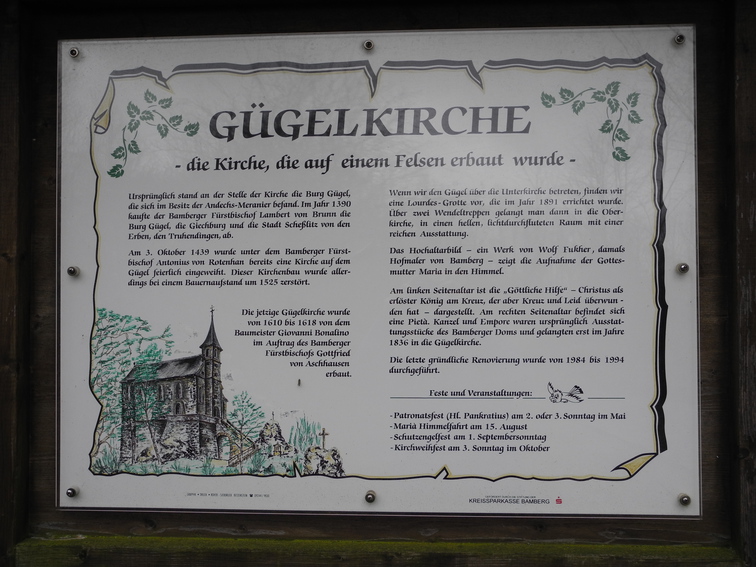 GÜGELKIRCHE
- die Kirche, die auf einem Felsen erbaut wurde -
Ursprünglich stand an der Stelle der Kirche die Burg Gügel,
die sich im Besitz der Andechs-Meranier befand. Im Jahr 1390
kaufte der Bamberger Fürstbischof Lambert von Brunn die
Burg Gügel, die Giechburg und die Stadt Scheßlitz von den
Erben, den Truhendingen, ab.
Am 3. Oktober 1439 wurde unter dem Bamberger Fürst-
bischof Antonius von Rotenhan bereits eine Kirche auf dem
Gügel feierlich eingeweiht. Dieser Kirchenbau wurde aller-
dings bei einem Bauernaufstand um 1525 zerstört.
Die jetzige Gügelkirche wurde
von 1610 bis 1618 von dem
Baumeister Giovanni Bonalino
im Auftrag des Bamberger
Fürstbischofs Gottfried
von Aschhausen
erbaut.
Wenn wir den Gügel über die Unterkirche betreten, finden wir
eine Lourdes-Grotte vor, die im Jahr 1891 errichtet wurde.
Über zwei Wendeltreppen gelangt man dann in die Ober-
kirche, in einen hellen, lichtdurchfluteten Raum mit einer
reichen Ausstattung.
Das Hochaltarbild – ein Werk von Wolf Fukher, damals
Hofmaler von Bamberg – zeigt die Aufnahme der Gottes-
mutter Maria in den Himmel.
Am linken Seitenaltar ist die „Göttliche Hilfe" – Christus als
erlöster König am Kreuz, der aber Kreuz und Leid überwun -
den hat – dargestellt. Am rechten Seitenaltar befindet sich
eine Pietà. Kanzel und Empore waren ursprünglich Ausstat-
tungsstücke des Bamberger Doms und gelangten erst im Jahre
1836 in die Gügelkirche.
Die letzte gründliche Renovierung wurde von 1984 bis 1994
durchgeführt.
Feste und Veranstaltungen:
- Patronatsfest (Hl. Pankratius) am 2. oder 3. Sonntag im Mai
- Mariä Himmelfahrt am 15. August
- Schutzengelfest am 1. Septembersonntag
- Kirchweihfest am 3. Sonntag im Oktober
KREISSPARKASSE BAMBERG